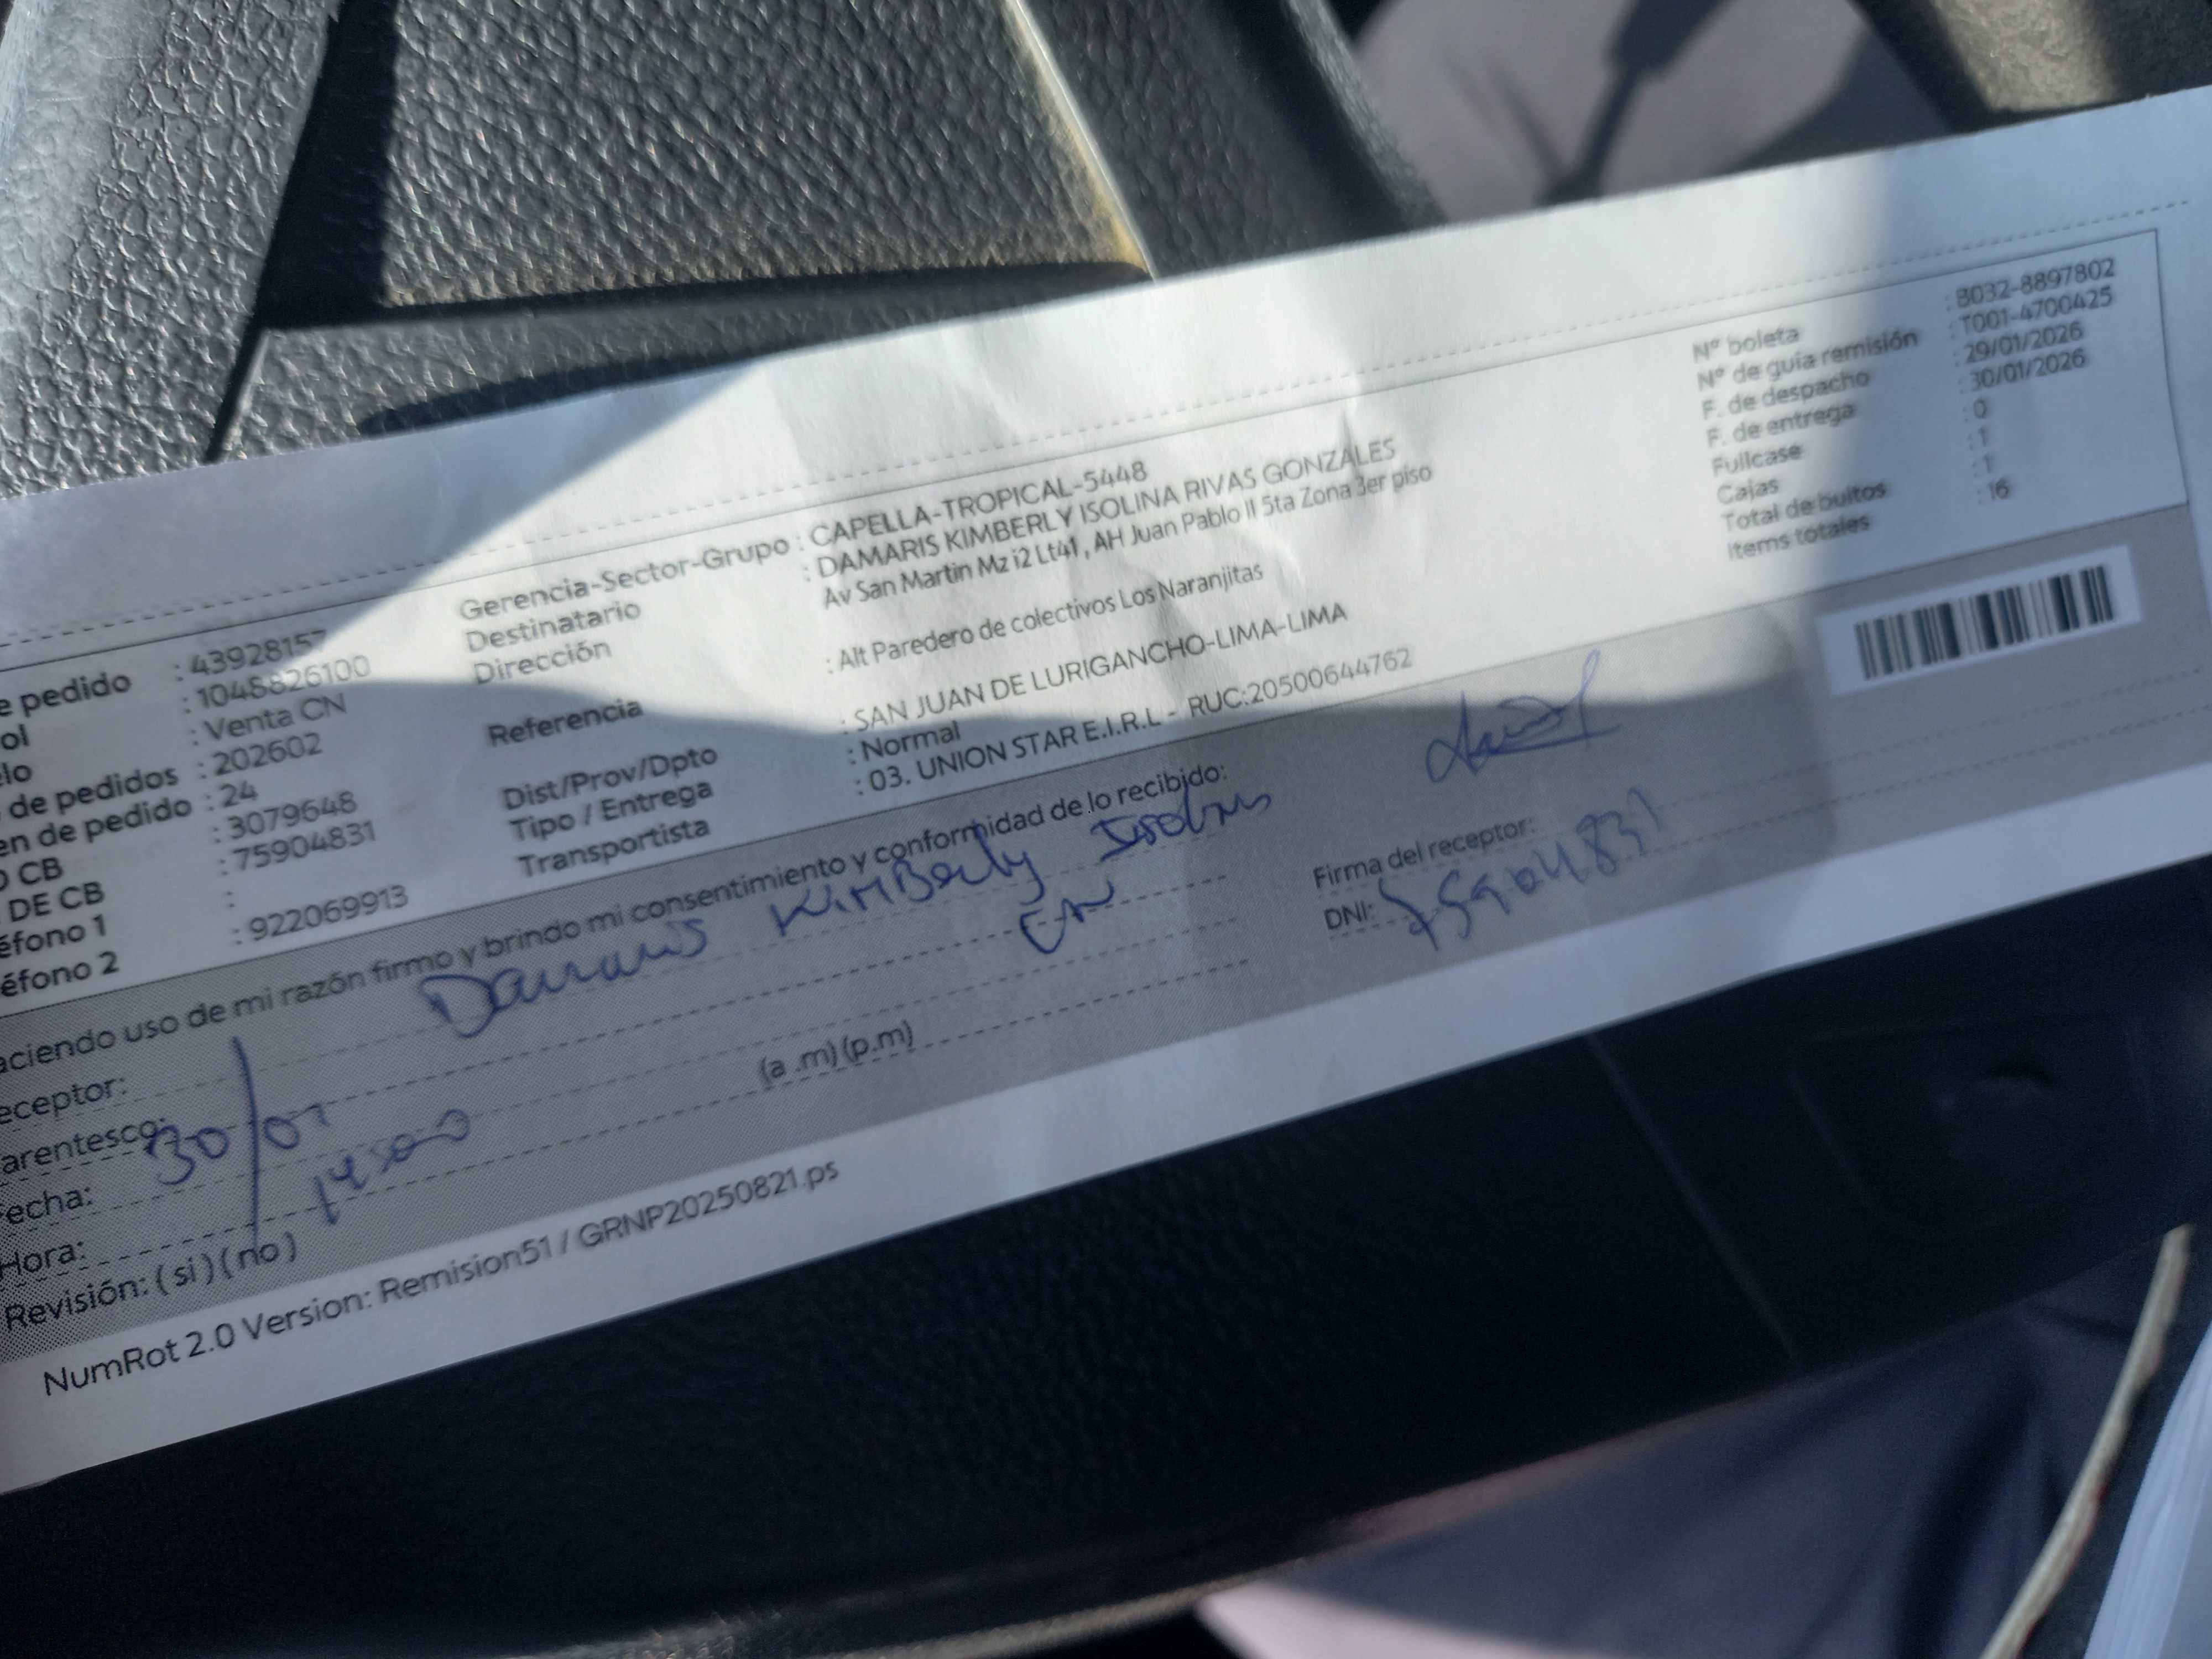 e pedido : 43928157
ol : 1048826100
lo : Venta CN
de pedidos : 202602
en de pedido : 24
O CB : 3079648
DE CB : 75904831
éfono 1 :
éfono 2 : 922069913
Gerencia-Sector-Grupo : CAPELLA-TROPICAL-5448
Destinatario : DAMARIS KIMBERLY ISOLINA RIVAS GONZALES
Dirección : Av San Martin Mz i2 Lt41 , AH Juan Pablo II 5ta Zona 3er piso
Referencia : Alt Paredero de colectivos Los Naranjitas
Dist/Prov/Dpto : SAN JUAN DE LURIGANCHO-LIMA-LIMA
Tipo / Entrega : Normal
Transportista : 03. UNION STAR E.I.R.L - RUC:20500644762
Nº boleta : B032-8897802
Nº de guía remisión : T001-4700425
F. de despacho : 29/01/2026
F. de entrega : 30/01/2026
Fullcase : 0
Cajas : 1
Total de bultos : 1
Items totales : 16
aciendo uso de mi razón firmo y brindo mi consentimiento y conformidad de lo recibido:
eceptor: Damaris Kimberly Isolina
arentesco:
Fecha: 30/01
Hora: 14:00 (a .m) (p.m)
Revisión: ( si ) ( no )
Firma del receptor:
DNI: 75904831
NumRot 2.0 Version: Remision51 / GRNP20250821.ps